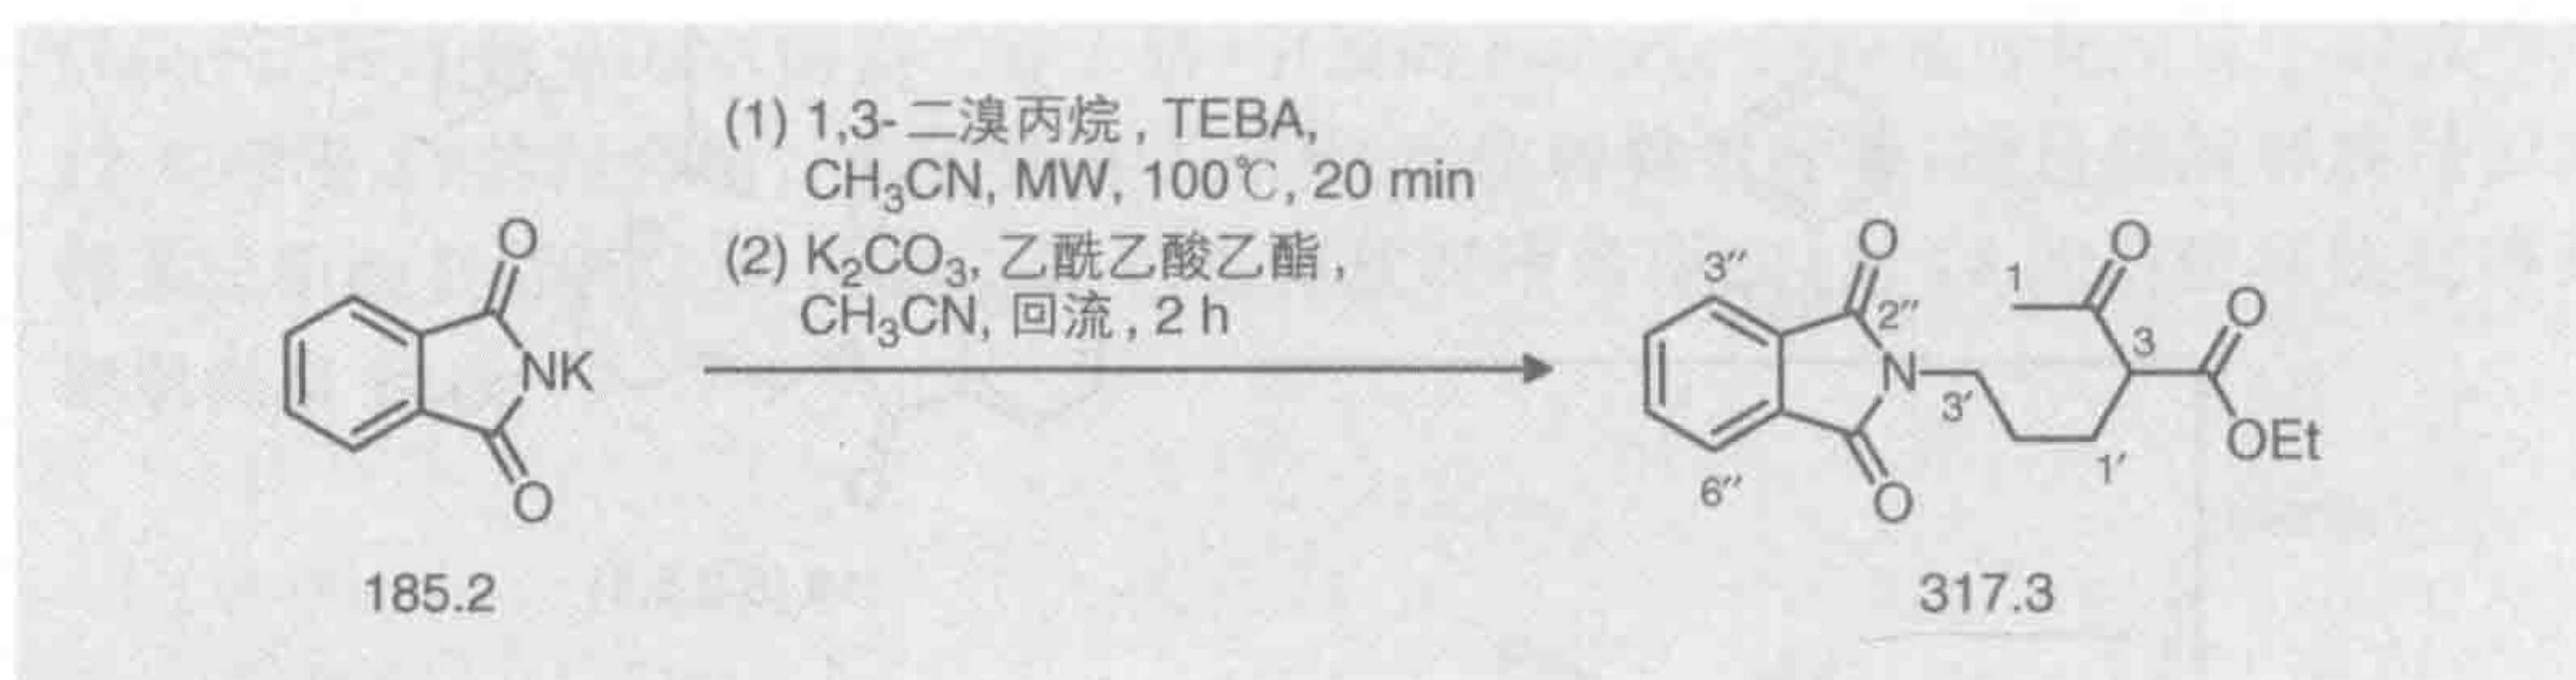 (1) 1,3-二溴丙烷, TEBA,
CH₃CN, MW, 100℃, 20 min
(2) K₂CO₃, 乙酰乙酸乙酯,
CH₃CN, 回流, 2 h
O
NK
O
185.2
3″
O
2″
N
3′
6″
O
1
O
3
O
OEt
1′
317.3